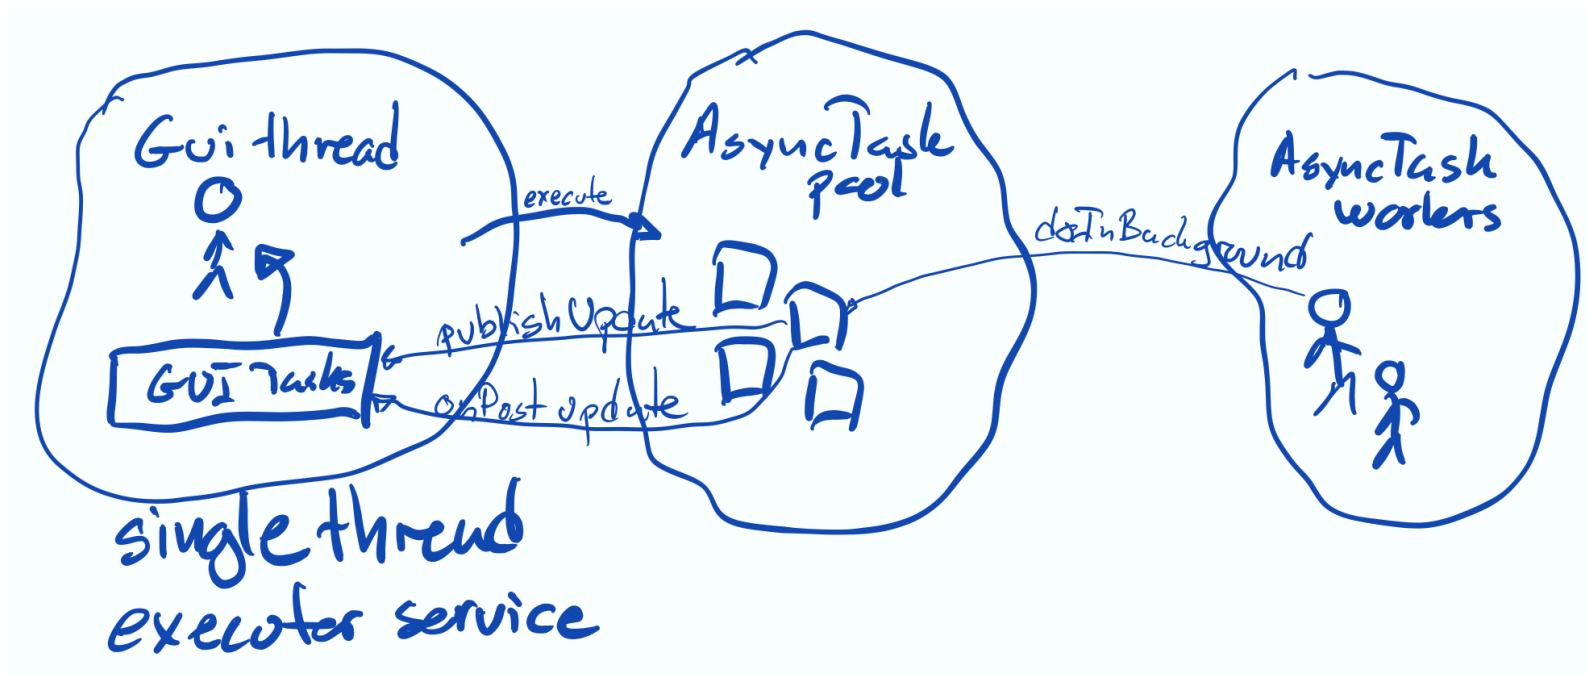 Gui thread
execute
AsyncTask
pool
AsyncTask
workers
doInBackground
publishUpdate
GUI Tasks
onPost update
single thread
executor service